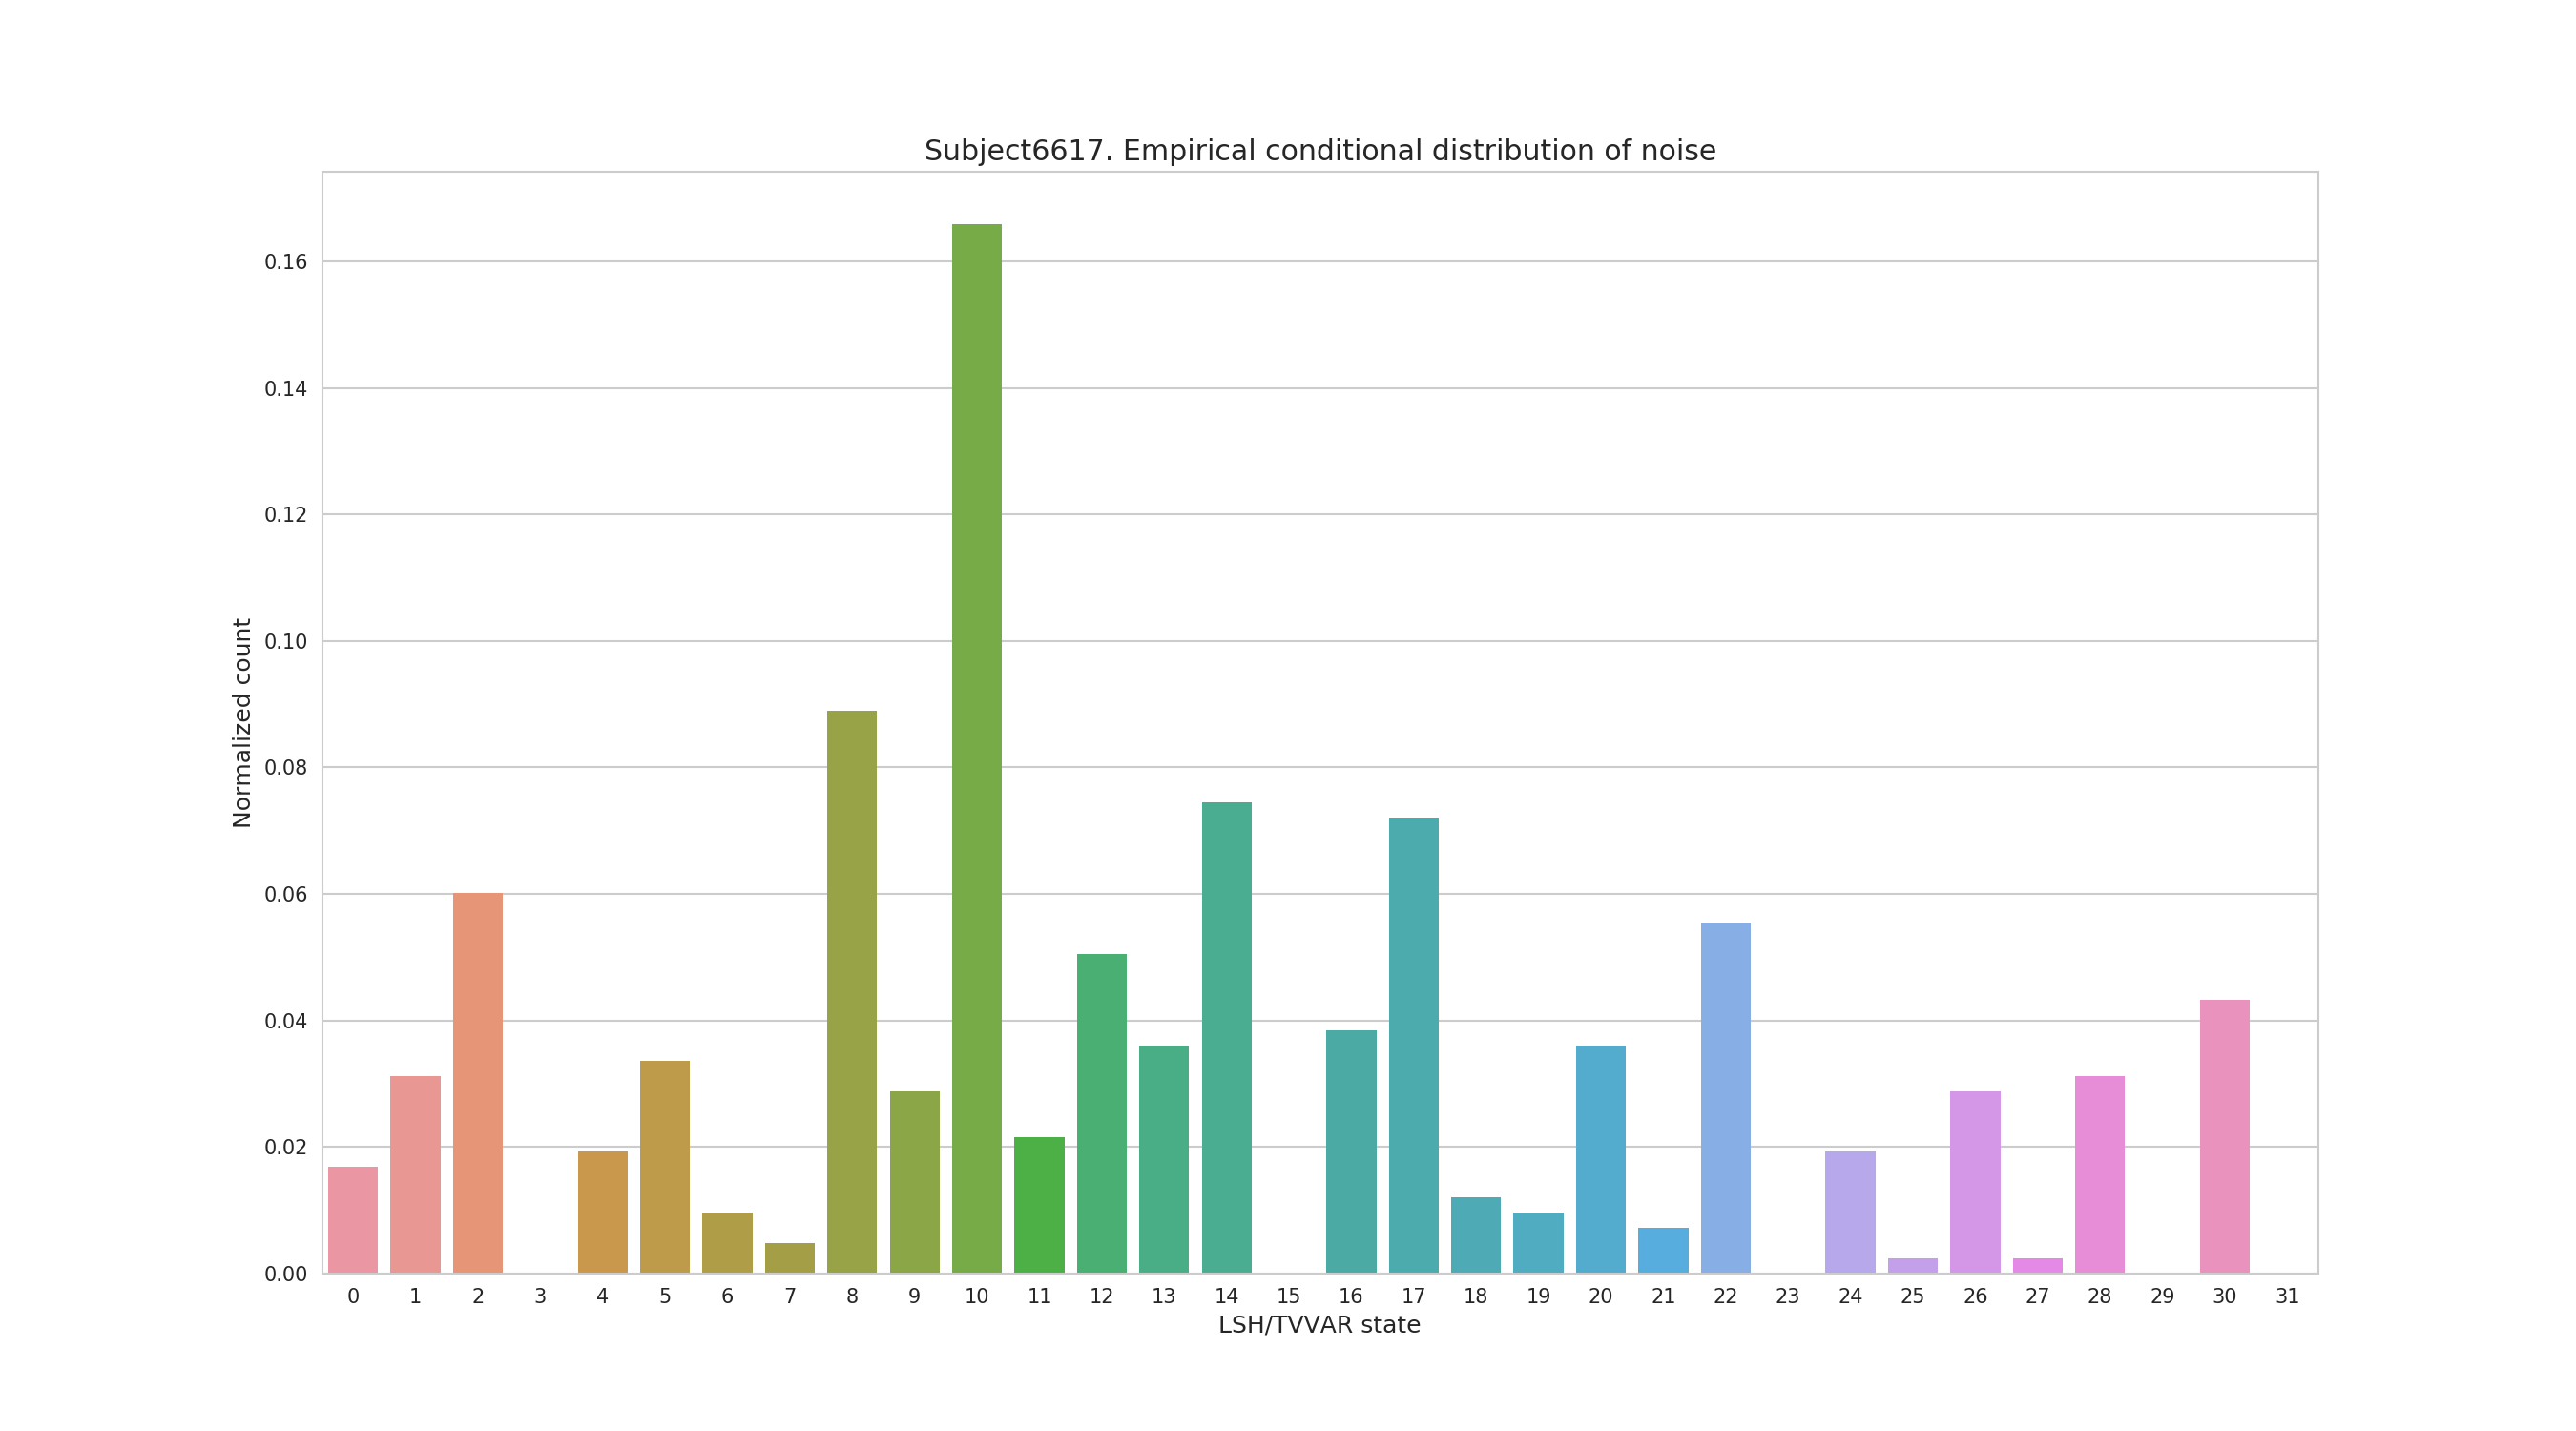 Subject6617. Empirical conditional distribution of noise
Normalized count
0.16
0.14
0.12
0.10
0.08
0.06
0.04
0.02
0.00
0 1 2 3 4 5 6 7 8 9 10 11 12 13 14 15 16 17 18 19 20 21 22 23 24 25 26 27 28 29 30 31
LSH/TVVAR state